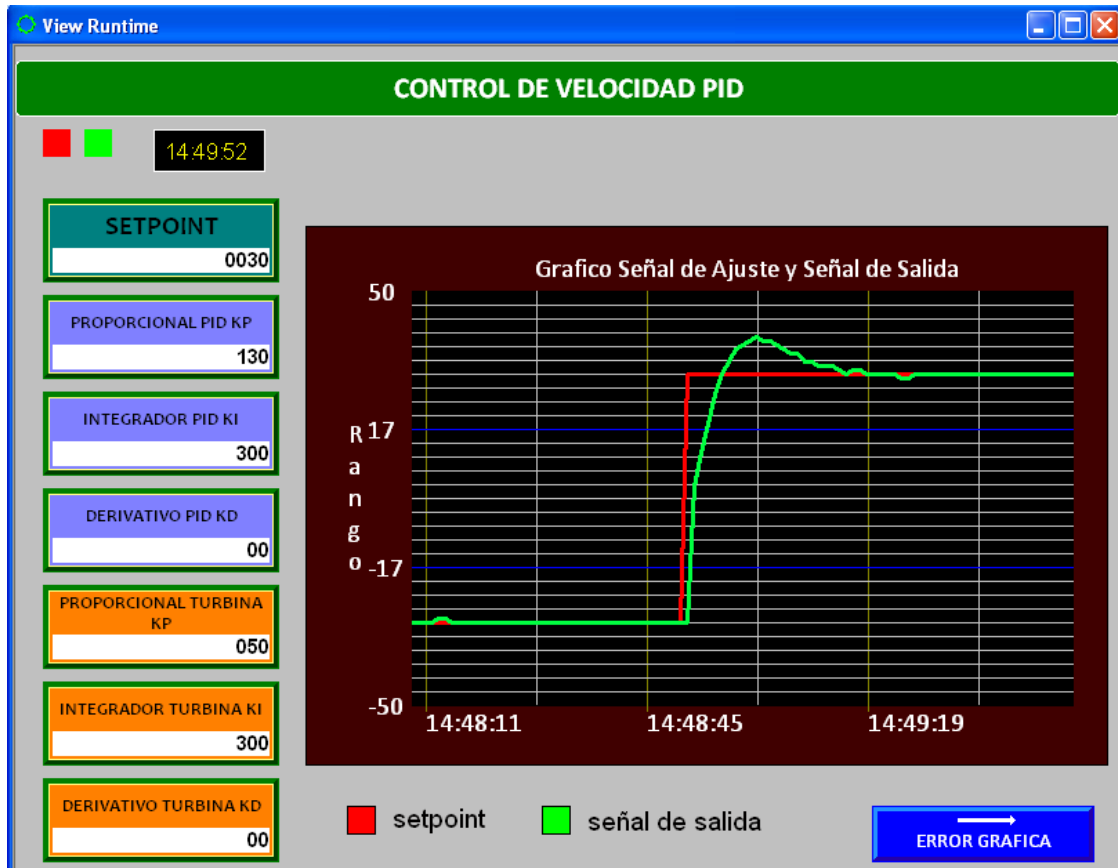 View Runtime
CONTROL DE VELOCIDAD PID
14:49:52
SETPOINT
0030
PROPORCIONAL PID KP
130
INTEGRADOR PID KI
300
DERIVATIVO PID KD
00
PROPORCIONAL TURBINA
KP
050
INTEGRADOR TURBINA KI
300
DERIVATIVO TURBINA KD
00
Grafico Señal de Ajuste y Señal de Salida
50
17
-17
-50
Rango
14:48:11 14:48:45 14:49:19
setpoint señal de salida
ERROR GRAFICA